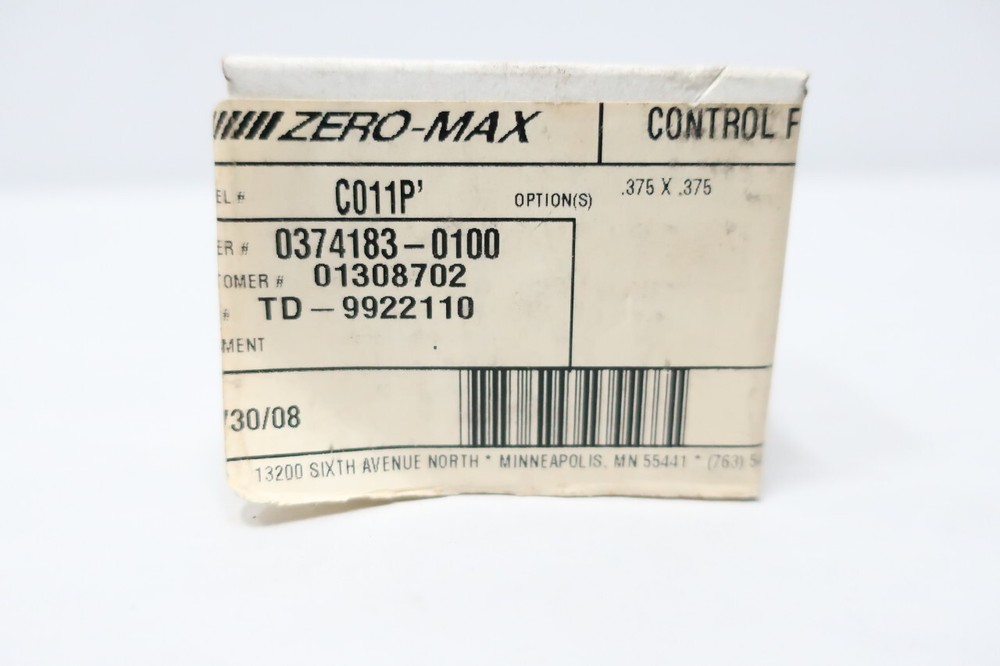 ZERO-MAX CONTROL F
EL # C011P' OPTION(S) .375 X .375
ER # 0374183-0100
TOMER # 01308702
# TD-9922110
MENT
/30/08
13200 SIXTH AVENUE NORTH * MINNEAPOLIS, MN 55441 * (763) 5